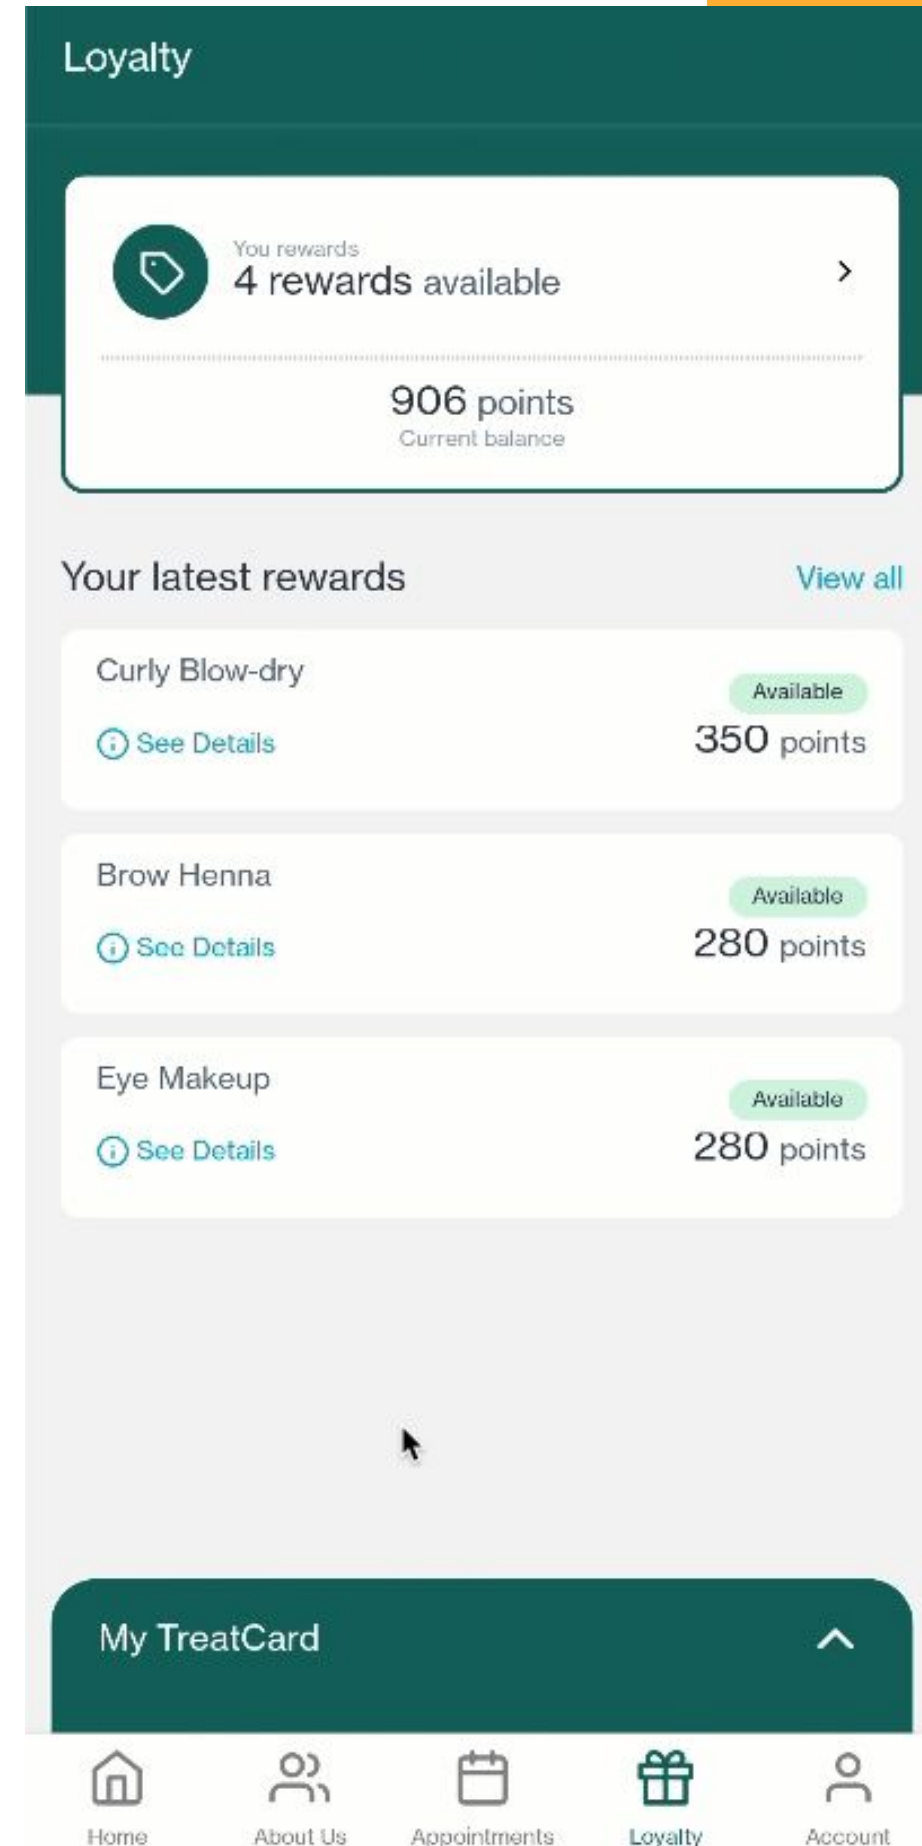 Loyalty
You rewards
4 rewards available
906 points
Current balance
Your latest rewards View all
Curly Blow-dry
Available
See Details
350 points
Brow Henna
Available
See Details
280 points
Eye Makeup
Available
See Details
280 points
My TreatCard
Home About Us Appointments Loyalty Account